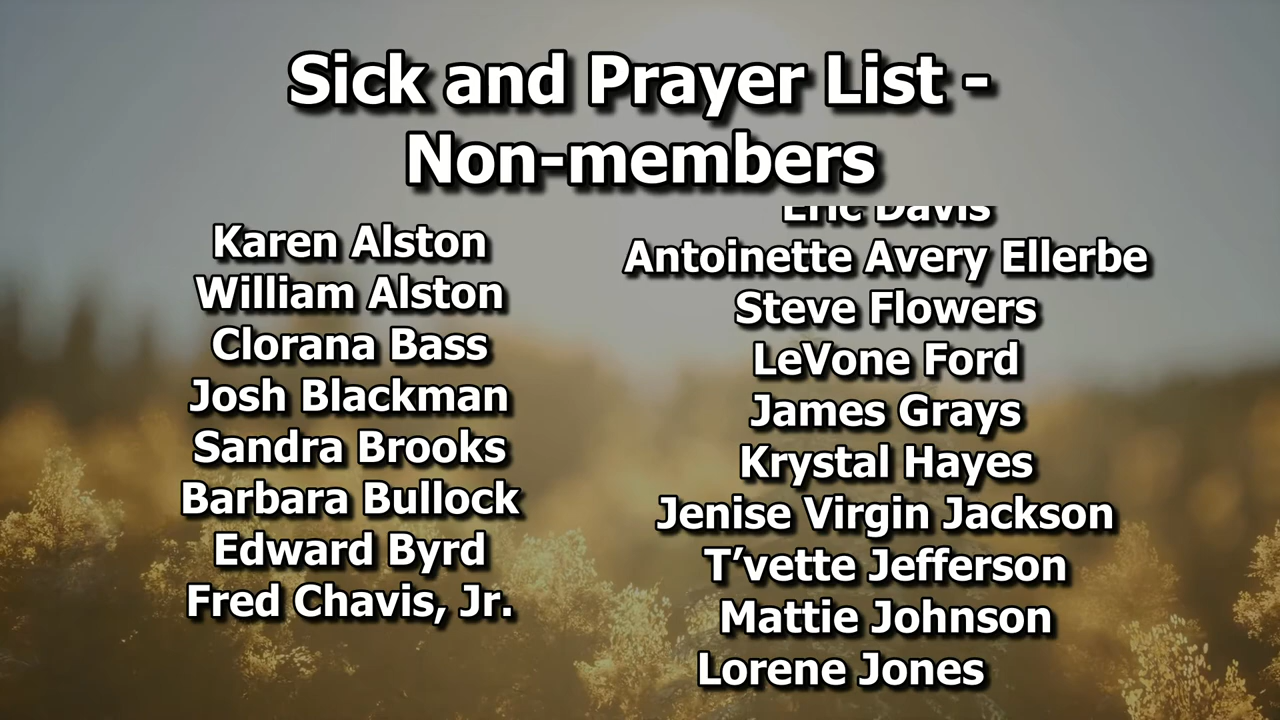 Sick and Prayer List -
Non-members
Karen Alston
William Alston
Clorana Bass
Josh Blackman
Sandra Brooks
Barbara Bullock
Edward Byrd
Fred Chavis, Jr.
Eric Davis
Antoinette Avery Ellerbe
Steve Flowers
LeVone Ford
James Grays
Krystal Hayes
Jenise Virgin Jackson
T’vette Jefferson
Mattie Johnson
Lorene Jones